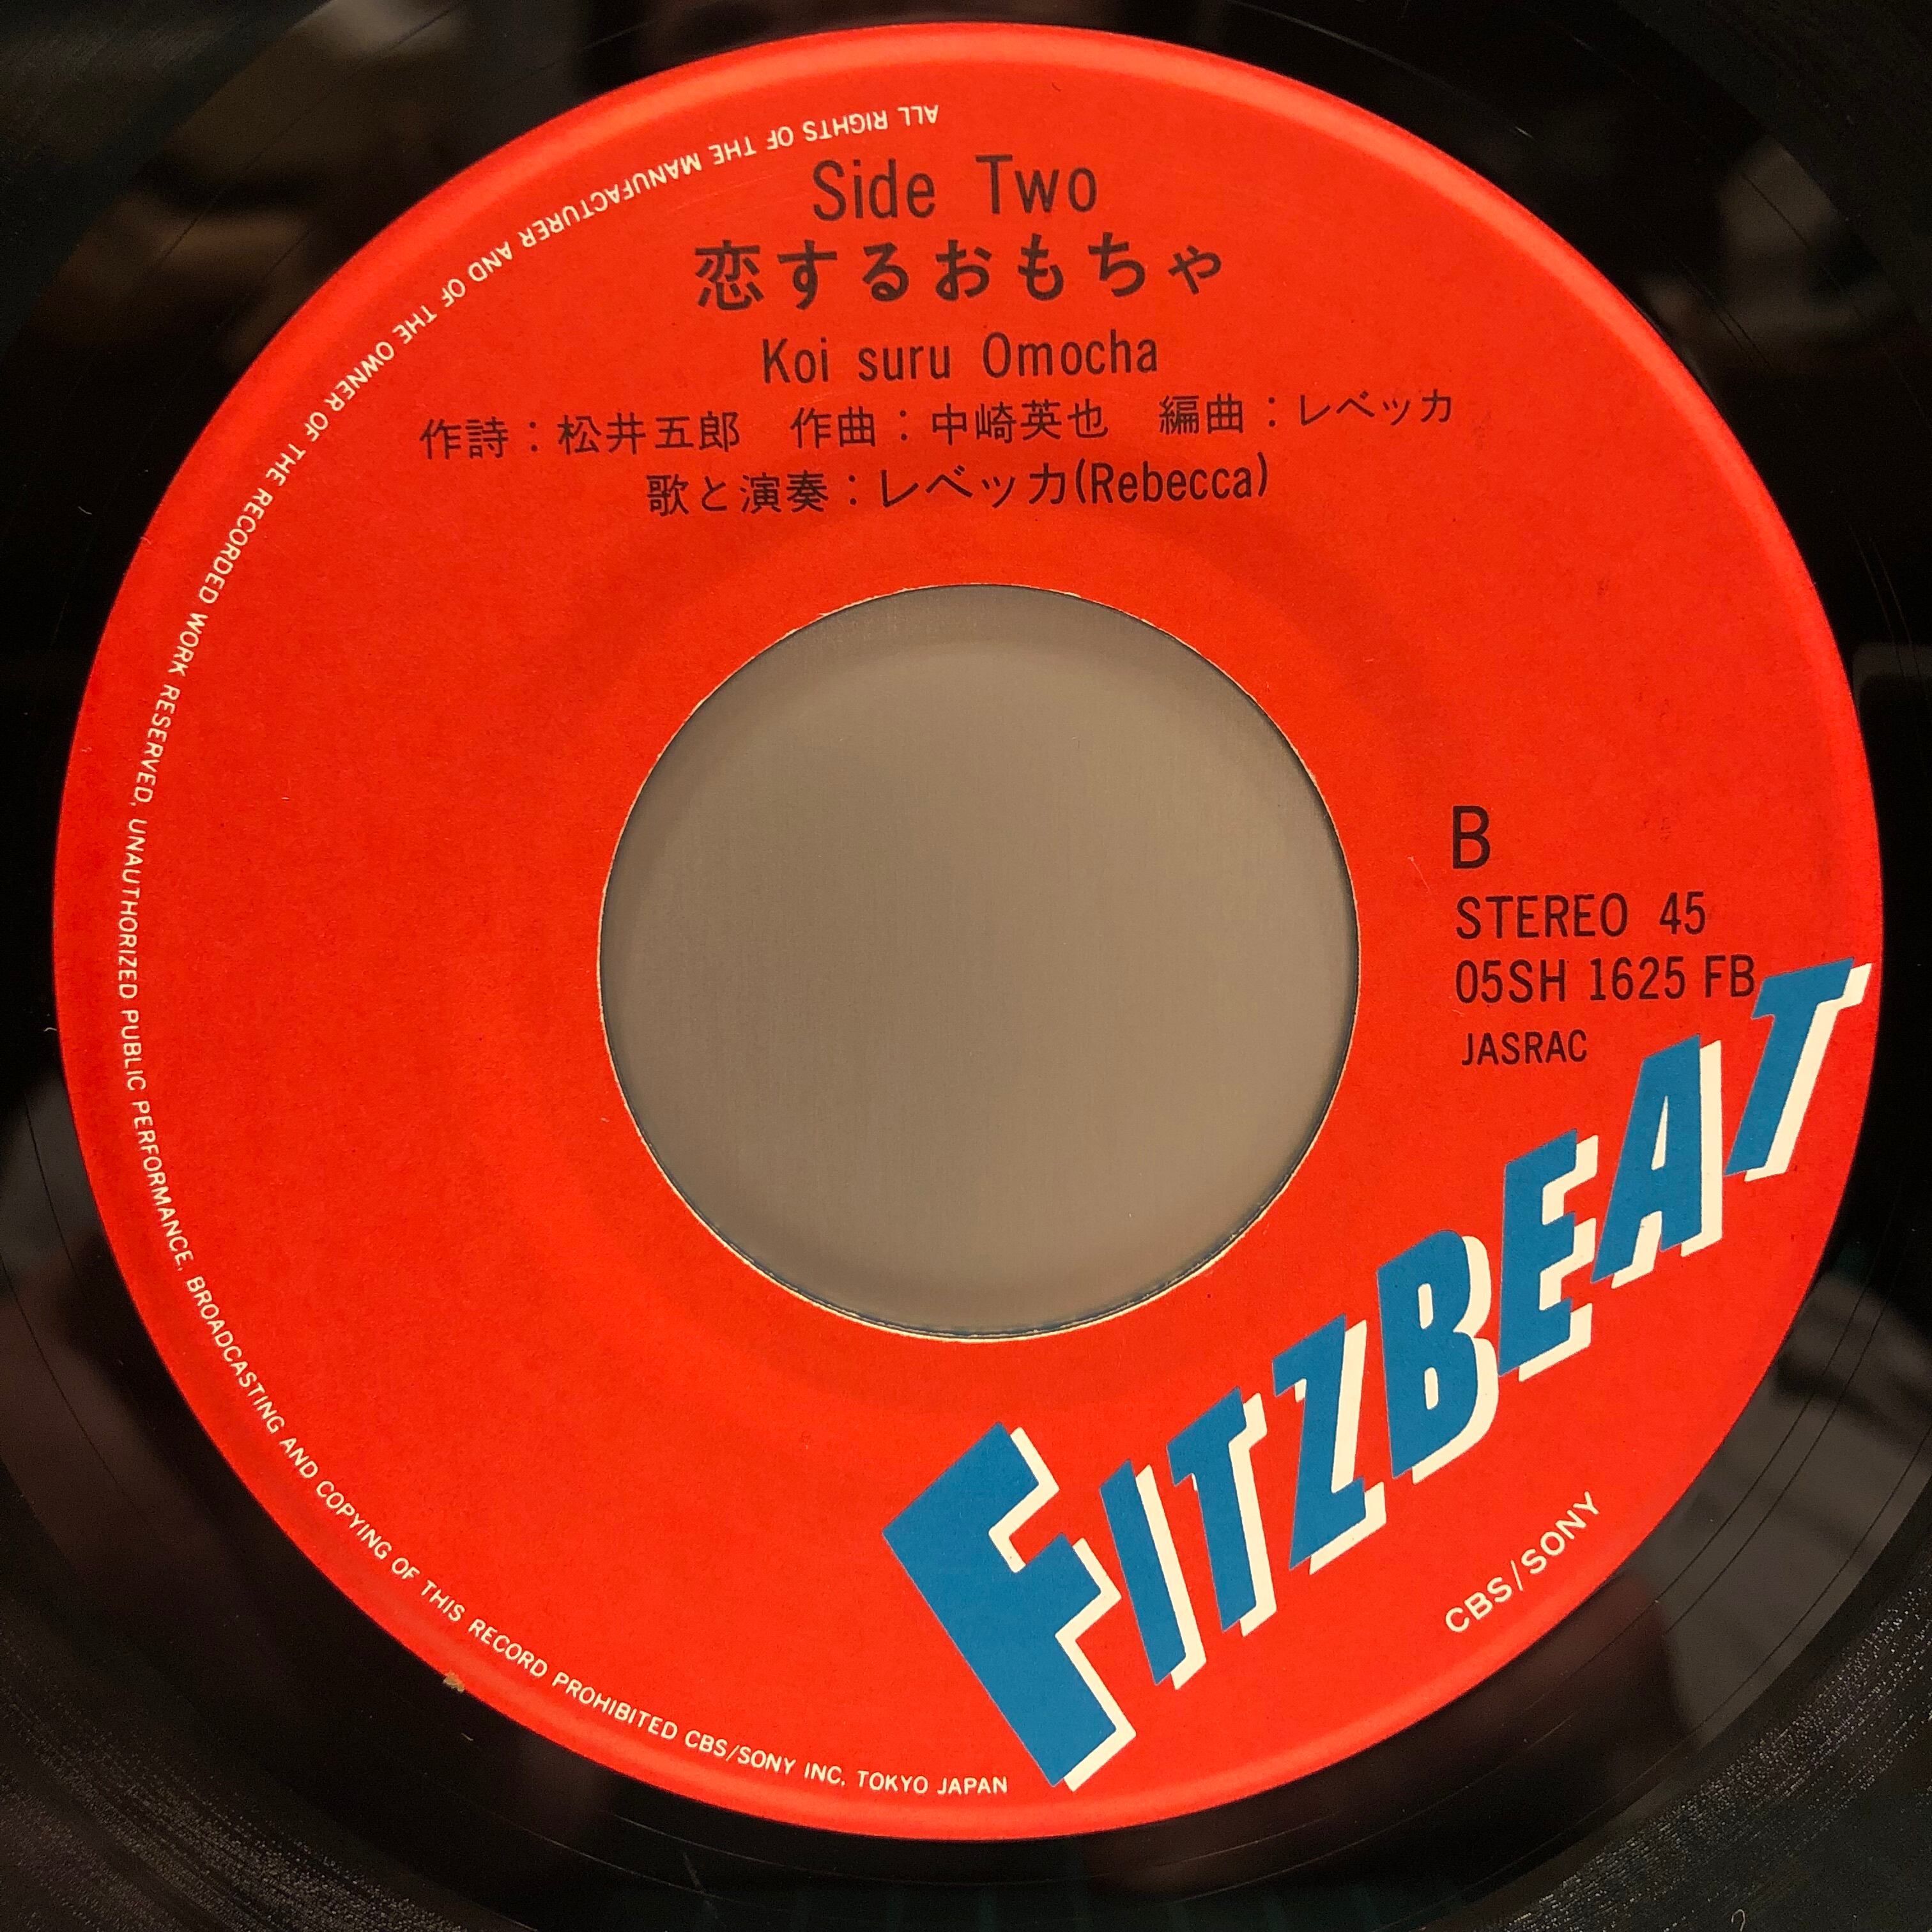 Side Two
恋するおもちゃ
Koi suru Omocha
作詩：松井五郎　作曲：中崎英也　編曲：レベッカ
歌と演奏：レベッカ(Rebecca)
B
STEREO 45
05SH 1625 FB
JASRAC
FITZBEAT
CBS/SONY
ALL RIGHTS OF THE MANUFACTURER AND OF THE OWNER OF THE RECORDED WORK RESERVED, UNAUTHORIZED PUBLIC PERFORMANCE, BROADCASTING AND COPYING OF THIS RECORD PROHIBITED CBS/SONY INC. TOKYO JAPAN